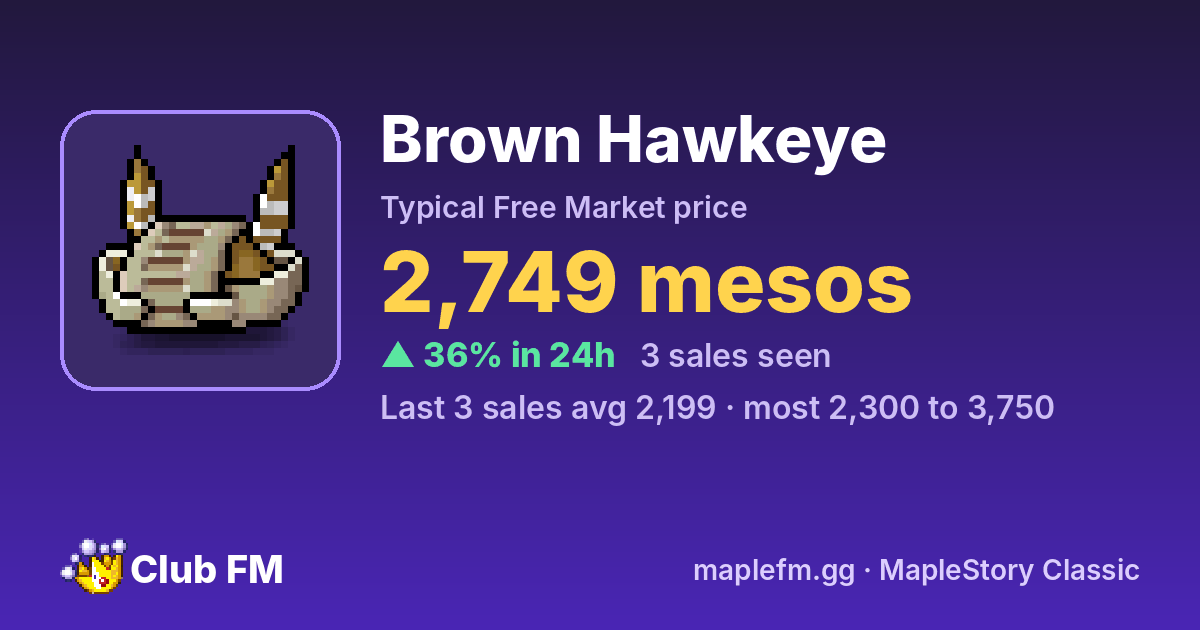 Brown Hawkeye
Typical Free Market price
2,749 mesos
▲ 36% in 24h 3 sales seen
Last 3 sales avg 2,199 · most 2,300 to 3,750
Club FM
maplefm.gg · MapleStory Classic